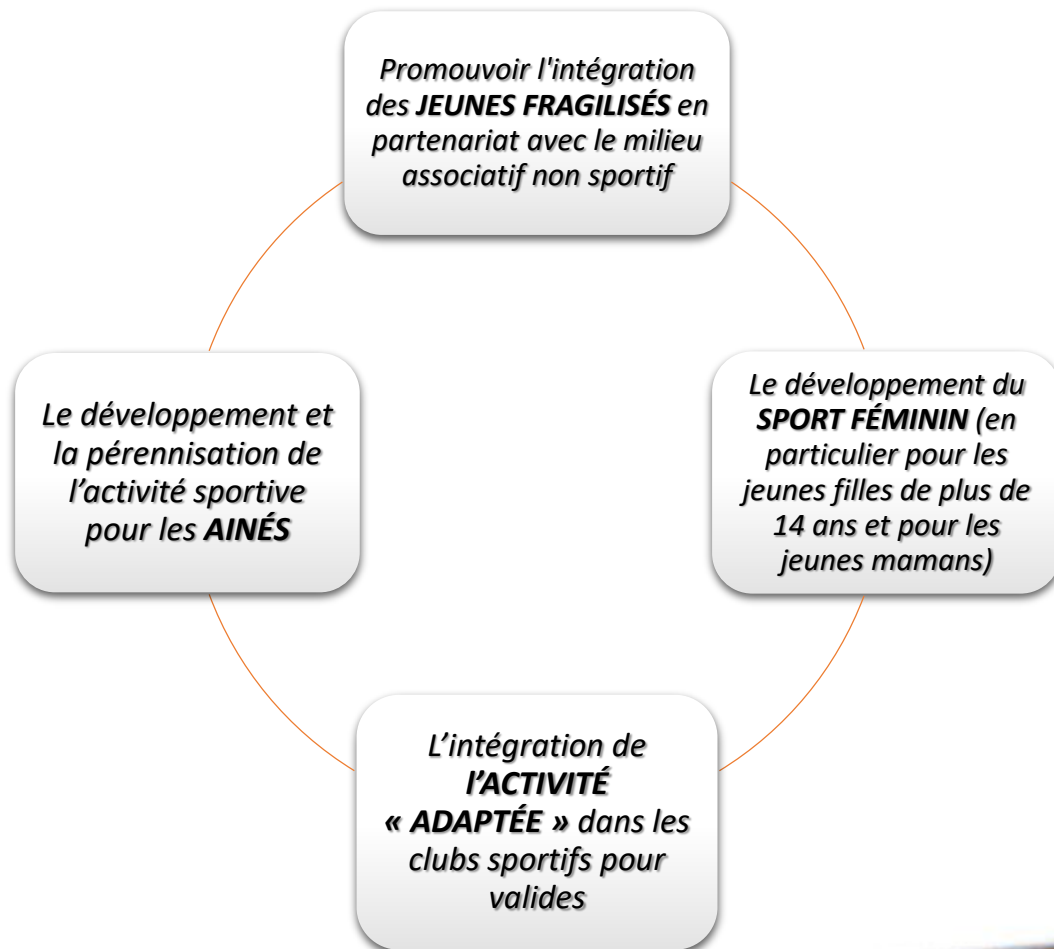 Promouvoir l'intégration
des JEUNES FRAGILISÉS en
partenariat avec le milieu
associatif non sportif
Le développement du
SPORT FÉMININ (en
particulier pour les
jeunes filles de plus de
14 ans et pour les
jeunes mamans)
L’intégration de
l’ACTIVITÉ
« ADAPTÉE » dans les
clubs sportifs pour
valides
Le développement et
la pérennisation de
l’activité sportive
pour les AINÉS